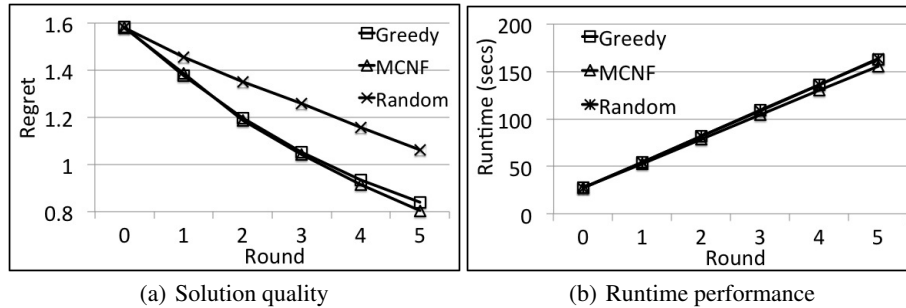 1.6
1.4
1.2
1
0.8
Regret
Greedy
MCNF
Random
0 1 2 3 4 5
Round
(a) Solution quality
200
150
100
50
0
Runtime (secs)
Greedy
MCNF
Random
0 1 2 3 4 5
Round
(b) Runtime performance